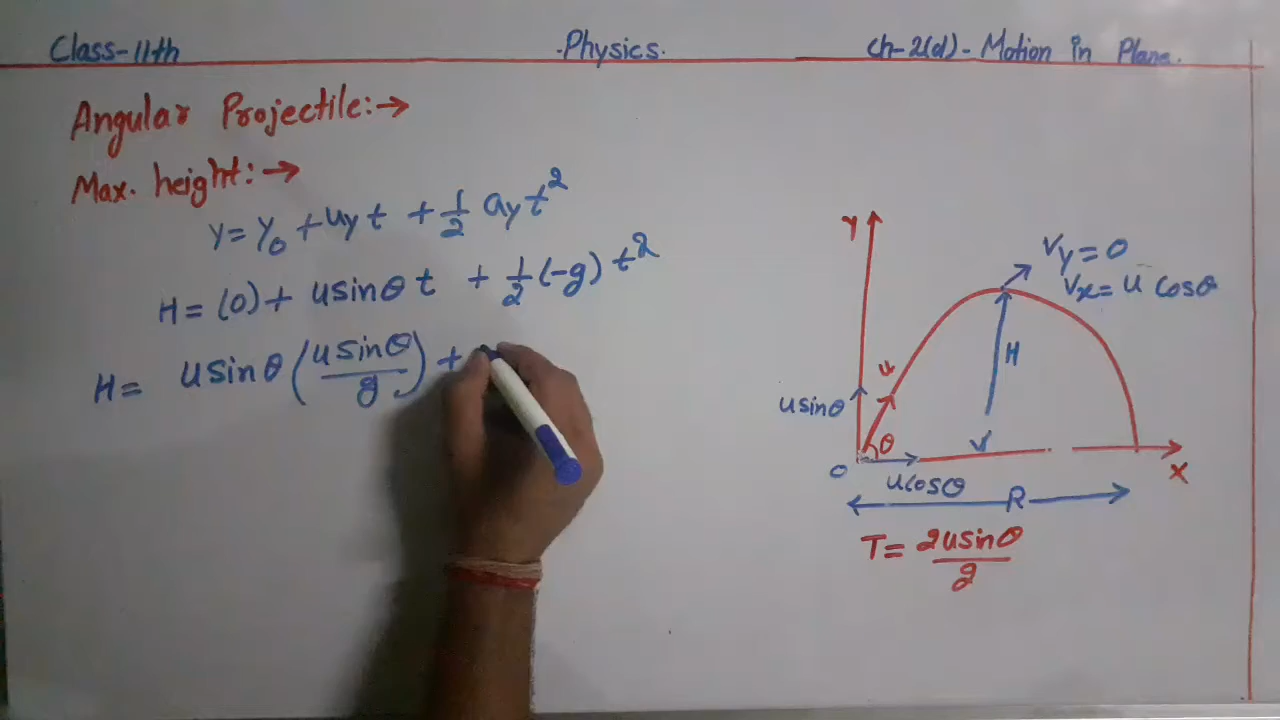 Class-11th
Physics.
Ch-2(d)- Motion in Plane.
Angular Projectile:→
Max. height:→
Y=Y₀+uyt +1/2 ayt²
H=(0)+ usinθt +1/2(-g)t²
H= usinθ(usinθ/g)+
Y
Vy=0
Vx=u cosθ
H
u
usinθ
θ
O
ucosθ
X
R
T=2usinθ/g